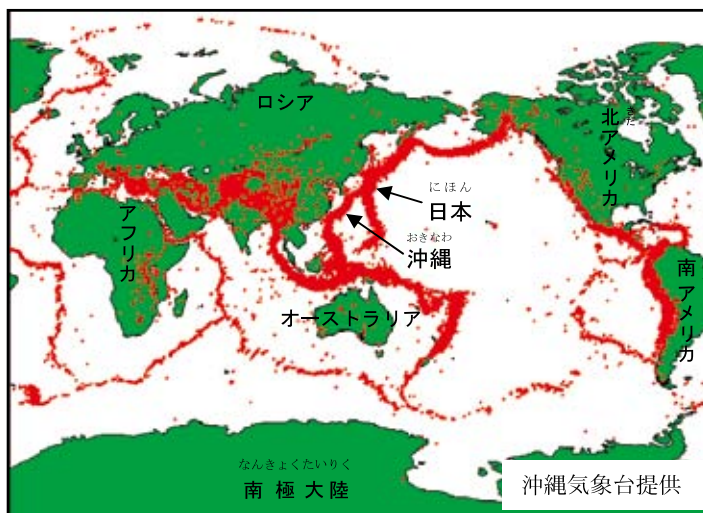 ロシア
きた
北アメリカ
にほん
日本
おきなわ
沖縄
アフリカ
南アメリカ
オーストラリア
なんきょくたいりく
南極大陸
沖縄気象台提供